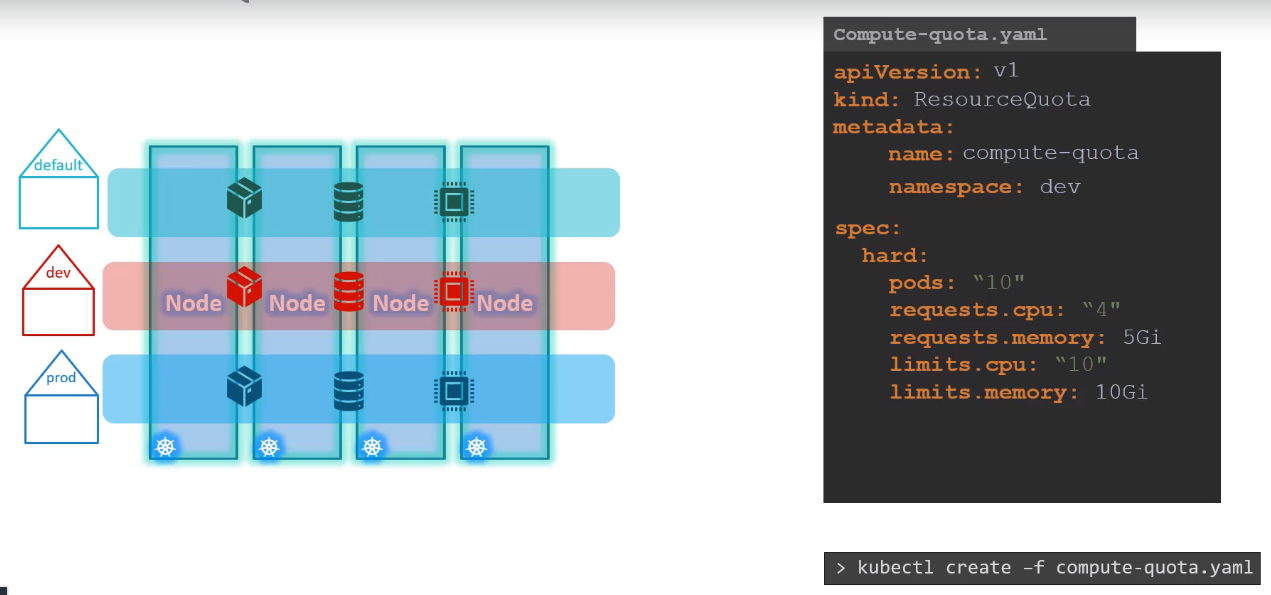 default
dev
prod
Node Node Node Node
Compute-quota.yaml
apiVersion: v1
kind: ResourceQuota
metadata:
name: compute-quota
namespace: dev
spec:
hard:
pods: “10"
requests.cpu: “4"
requests.memory: 5Gi
limits.cpu: “10"
limits.memory: 10Gi
> kubectl create –f compute-quota.yaml